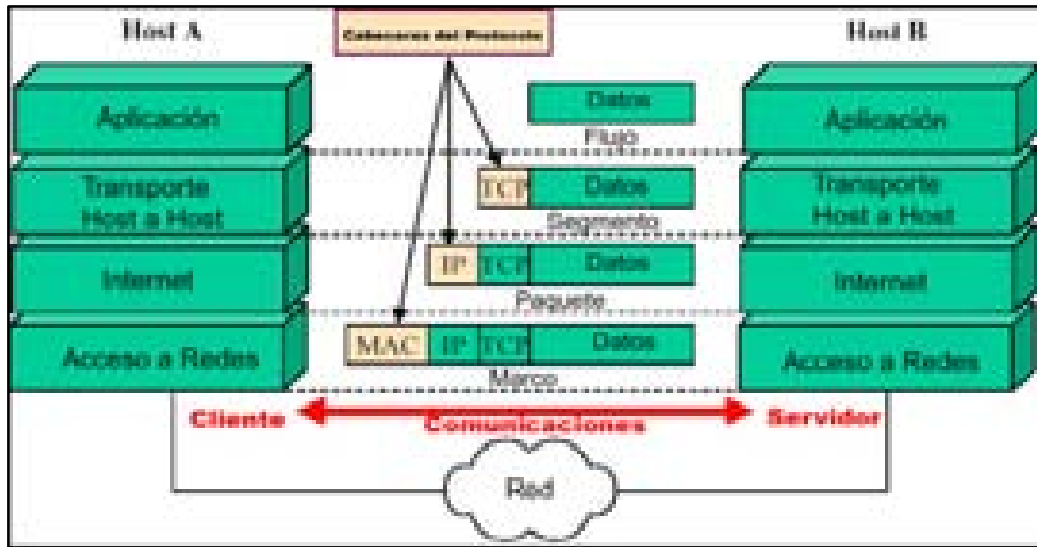 Host A
Cabeceras del Protocolo
Host B
Aplicación
Datos
Flujo
Aplicación
Transporte
Host a Host
TCP Datos
Segmento
Transporte
Host a Host
Internet
IP TCP Datos
Paquete
Internet
Acceso a Redes
MAC IP TCP Datos
Marco
Acceso a Redes
Cliente
Comunicaciones
Servidor
Red